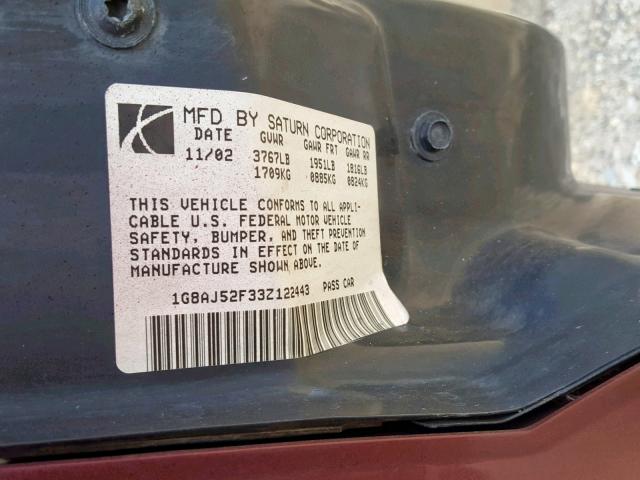 MFD BY SATURN CORPORATION
DATE GVWR GAWR FRT GAWR RR
11/02 3767LB 1951LB 1816LB
1709KG 0885KG 0824KG
THIS VEHICLE CONFORMS TO ALL APPLI-
CABLE U.S. FEDERAL MOTOR VEHICLE
SAFETY, BUMPER, AND THEFT PREVENTION
STANDARDS IN EFFECT ON THE DATE OF
MANUFACTURE SHOWN ABOVE.
1G8AJ52F33Z122443 PASS CAR